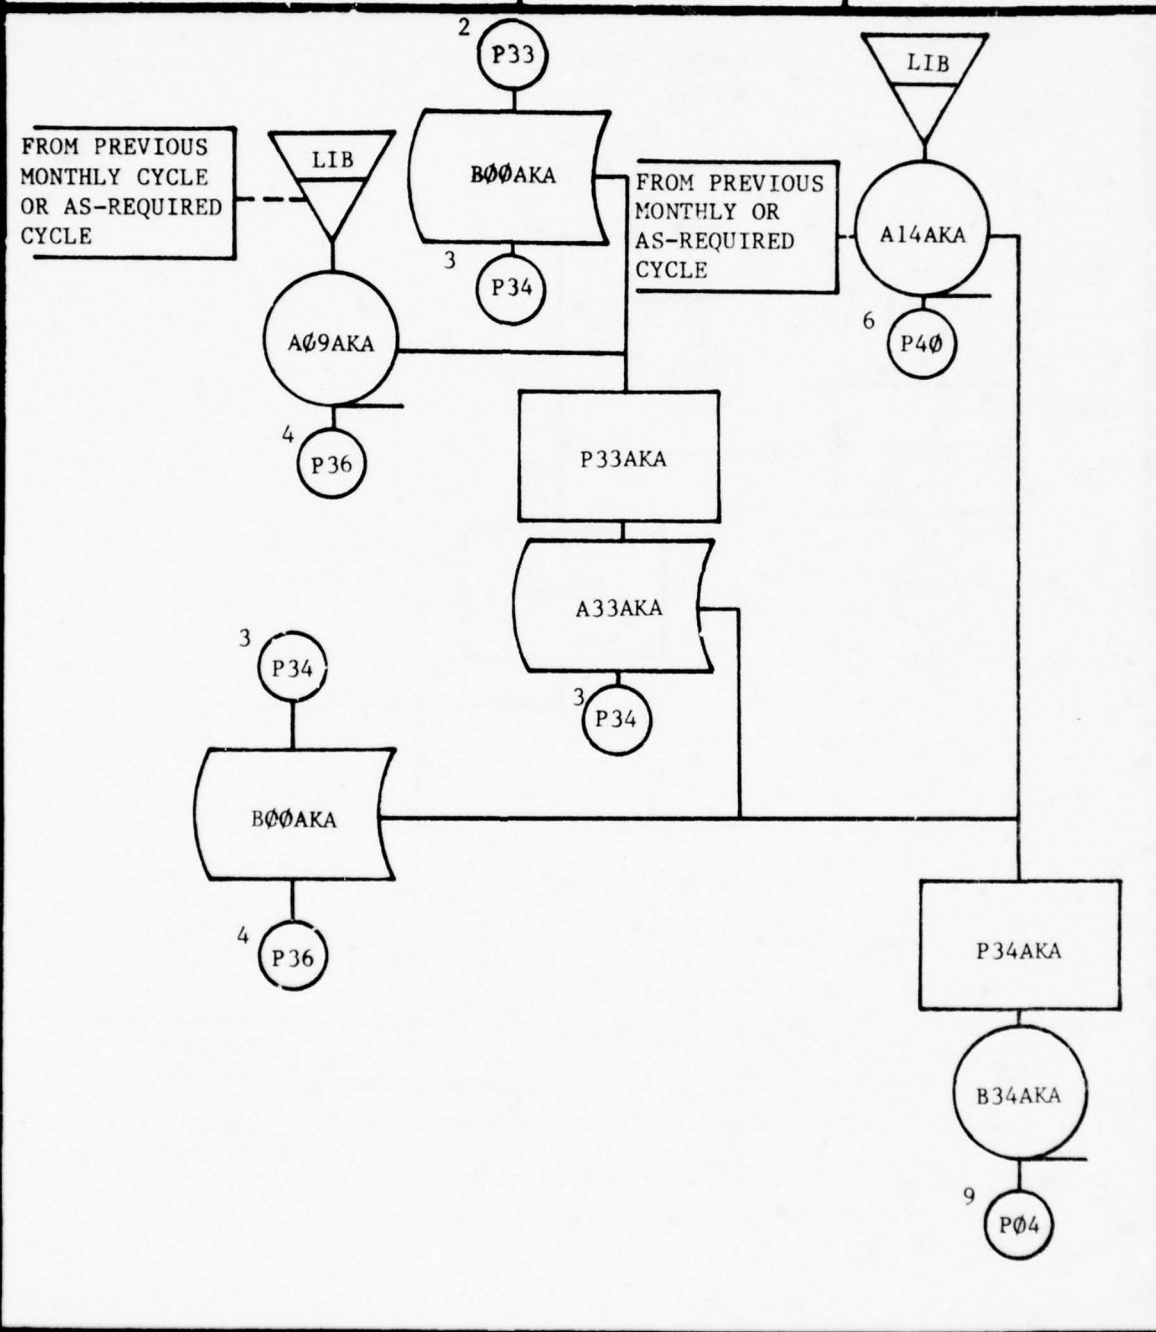 2
P33
LIB
FROM PREVIOUS
MONTHLY CYCLE
OR AS-REQUIRED
CYCLE
LIB
BØØAKA
FROM PREVIOUS
MONTHLY OR
AS-REQUIRED
CYCLE
A14AKA
3
P34
6
P4Ø
AØ9AKA
4
P36
P33AKA
A33AKA
3
P34
3
P34
BØØAKA
4
P36
P34AKA
B34AKA
9
PØ4